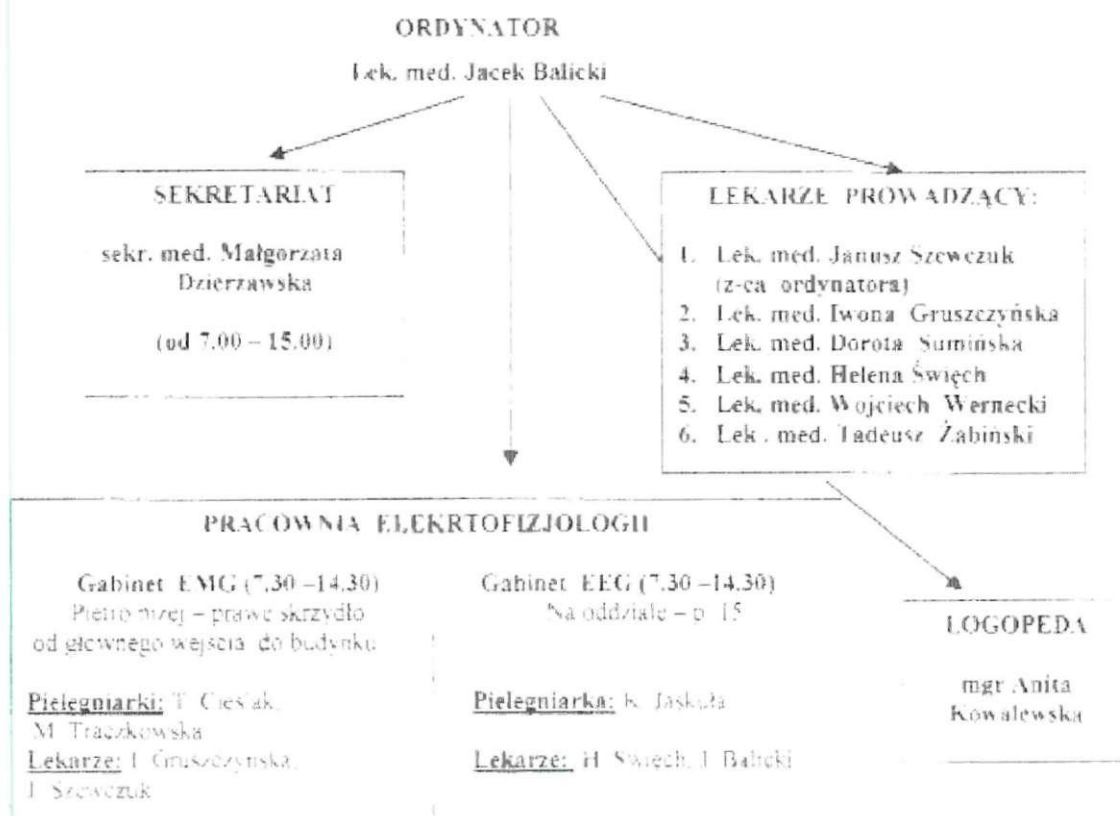 ORDYNATOR
Lek. med. Jacek Balicki
SEKRETARIAT
sekr. med. Małgorzata
Dzierzawska
(od 7.00 – 15.00)
LEKARZE PROWADZĄCY:
1. Lek. med. Janusz Szewczuk
(z-ca ordynatora)
2. Lek. med. Iwona Gruszczyńska
3. Lek. med. Dorota Sumińska
4. Lek. med. Helena Święch
5. Lek. med. Wojciech Wernecki
6. Lek . med. Tadeusz Żabiński
PRACOWNIA ELEKRTOFIZJOLOGII
Gabinet EMG (7.30 –14.30)
Piętro niżej – prawe skrzydło
od głownego wejścia do budynku
Pielęgniarki: T. Cieślak,
M. Traczkowska
Lekarze: I. Gruszczyńska,
J. Szewczuk
Gabinet EEG (7.30 –14.30)
Na oddziale – p. 15
Pielęgniarka: K. Jaskuła
Lekarze: H. Święch, J. Balicki
LOGOPEDA
mgr Anita
Kowalewska